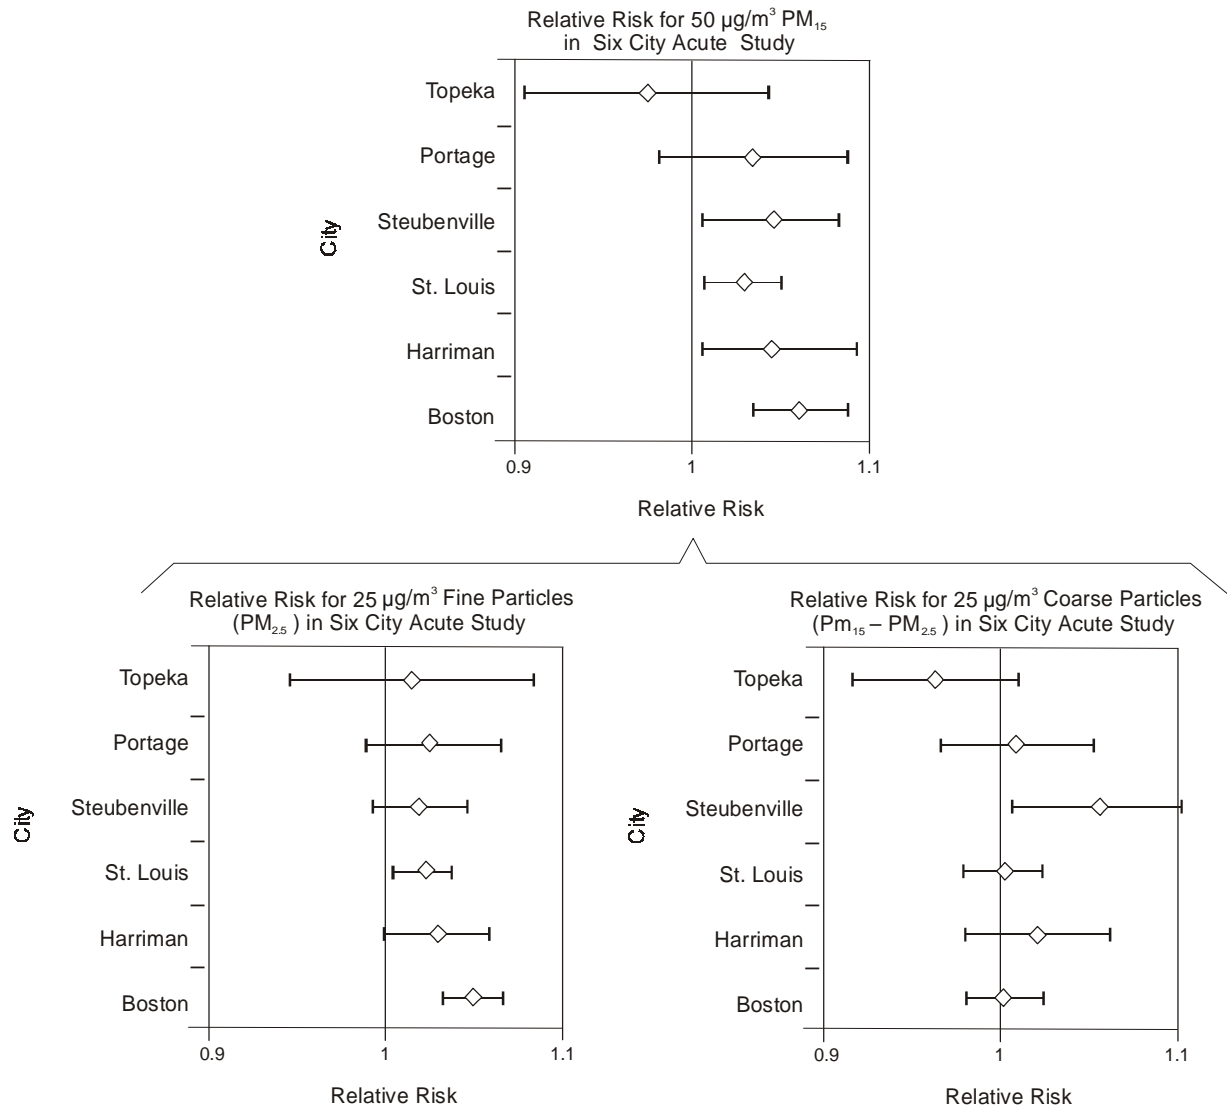 Relative Risk for 50 µg/m³ PM₁₅
in Six City Acute Study
Topeka
Portage
Steubenville
St. Louis
Harriman
Boston
City
0.9 1 1.1
Relative Risk
Relative Risk for 25 µg/m³ Fine Particles
(PM₂.₅ ) in Six City Acute Study
Topeka
Portage
Steubenville
St. Louis
Harriman
Boston
City
0.9 1 1.1
Relative Risk
Relative Risk for 25 µg/m³ Coarse Particles
(Pm₁₅ – PM₂.₅ ) in Six City Acute Study
Topeka
Portage
Steubenville
St. Louis
Harriman
Boston
City
0.9 1 1.1
Relative Risk